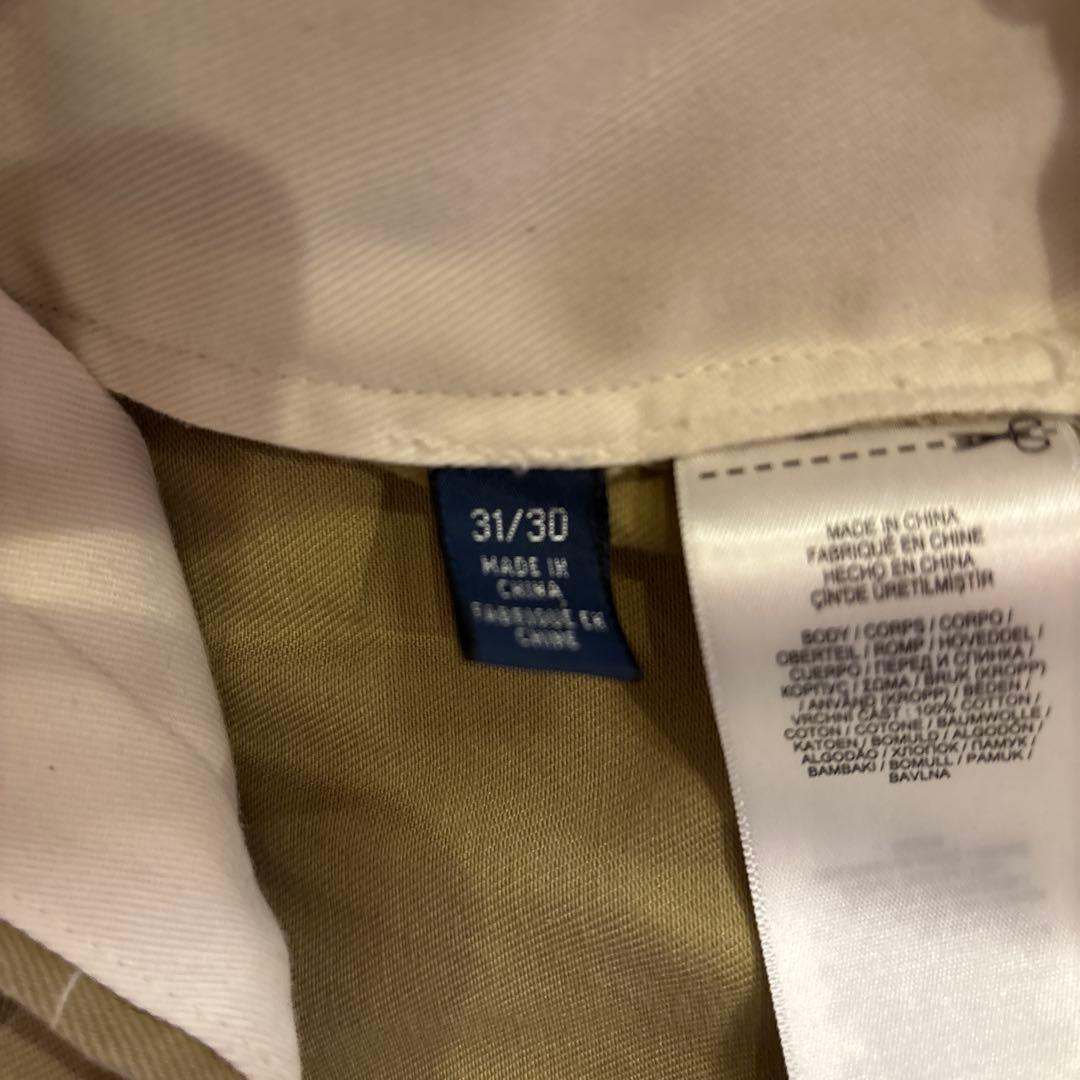 31/30
MADE IN
CHINA
FABRIQUÉ EN
CHINE
MADE IN CHINA
FABRIQUÉ EN CHINE
HECHO EN CHINA
ÇİN'DE ÜRETİLMİŞTİR
BODY / CORPS / CORPO /
OBERTEIL / ROMP / HOVEDDEL /
CUERPO / ПЕРЕД И СПИНКА /
КОРПУС / ΣΩΜΑ / BRUK (KROPP)
/ ANVÄND (KROPP) / BEDEN /
VRCHNÍ ČÁST : 100% COTTON /
COTON / COTONE / BAUMWOLLE /
KATOEN / BOMULD / ALGODÓN /
ALGODÃO / ХЛОПОК / ПАМУК /
BAMBAKI / BOMULL / PAMUK /
BAVLNA